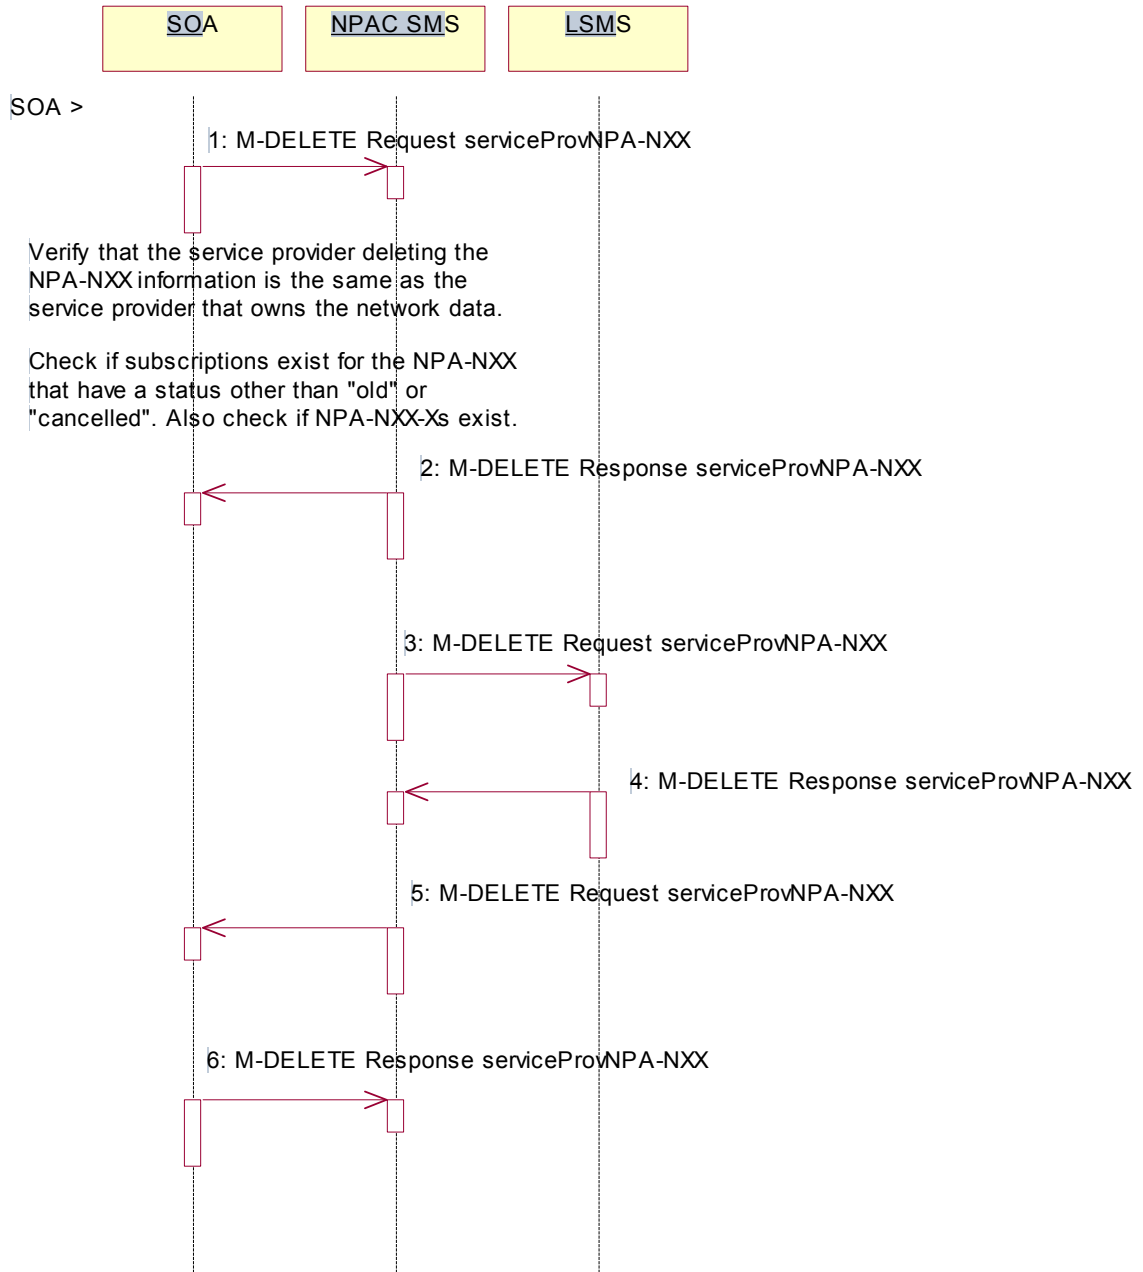 SOA NPAC SMS LSMS
SOA >
1: M-DELETE Request serviceProvNPA-NXX
Verify that the service provider deleting the
NPA-NXX information is the same as the
service provider that owns the network data.
Check if subscriptions exist for the NPA-NXX
that have a status other than "old" or
"cancelled". Also check if NPA-NXX-Xs exist.
2: M-DELETE Response serviceProvNPA-NXX
3: M-DELETE Request serviceProvNPA-NXX
4: M-DELETE Response serviceProvNPA-NXX
5: M-DELETE Request serviceProvNPA-NXX
6: M-DELETE Response serviceProvNPA-NXX